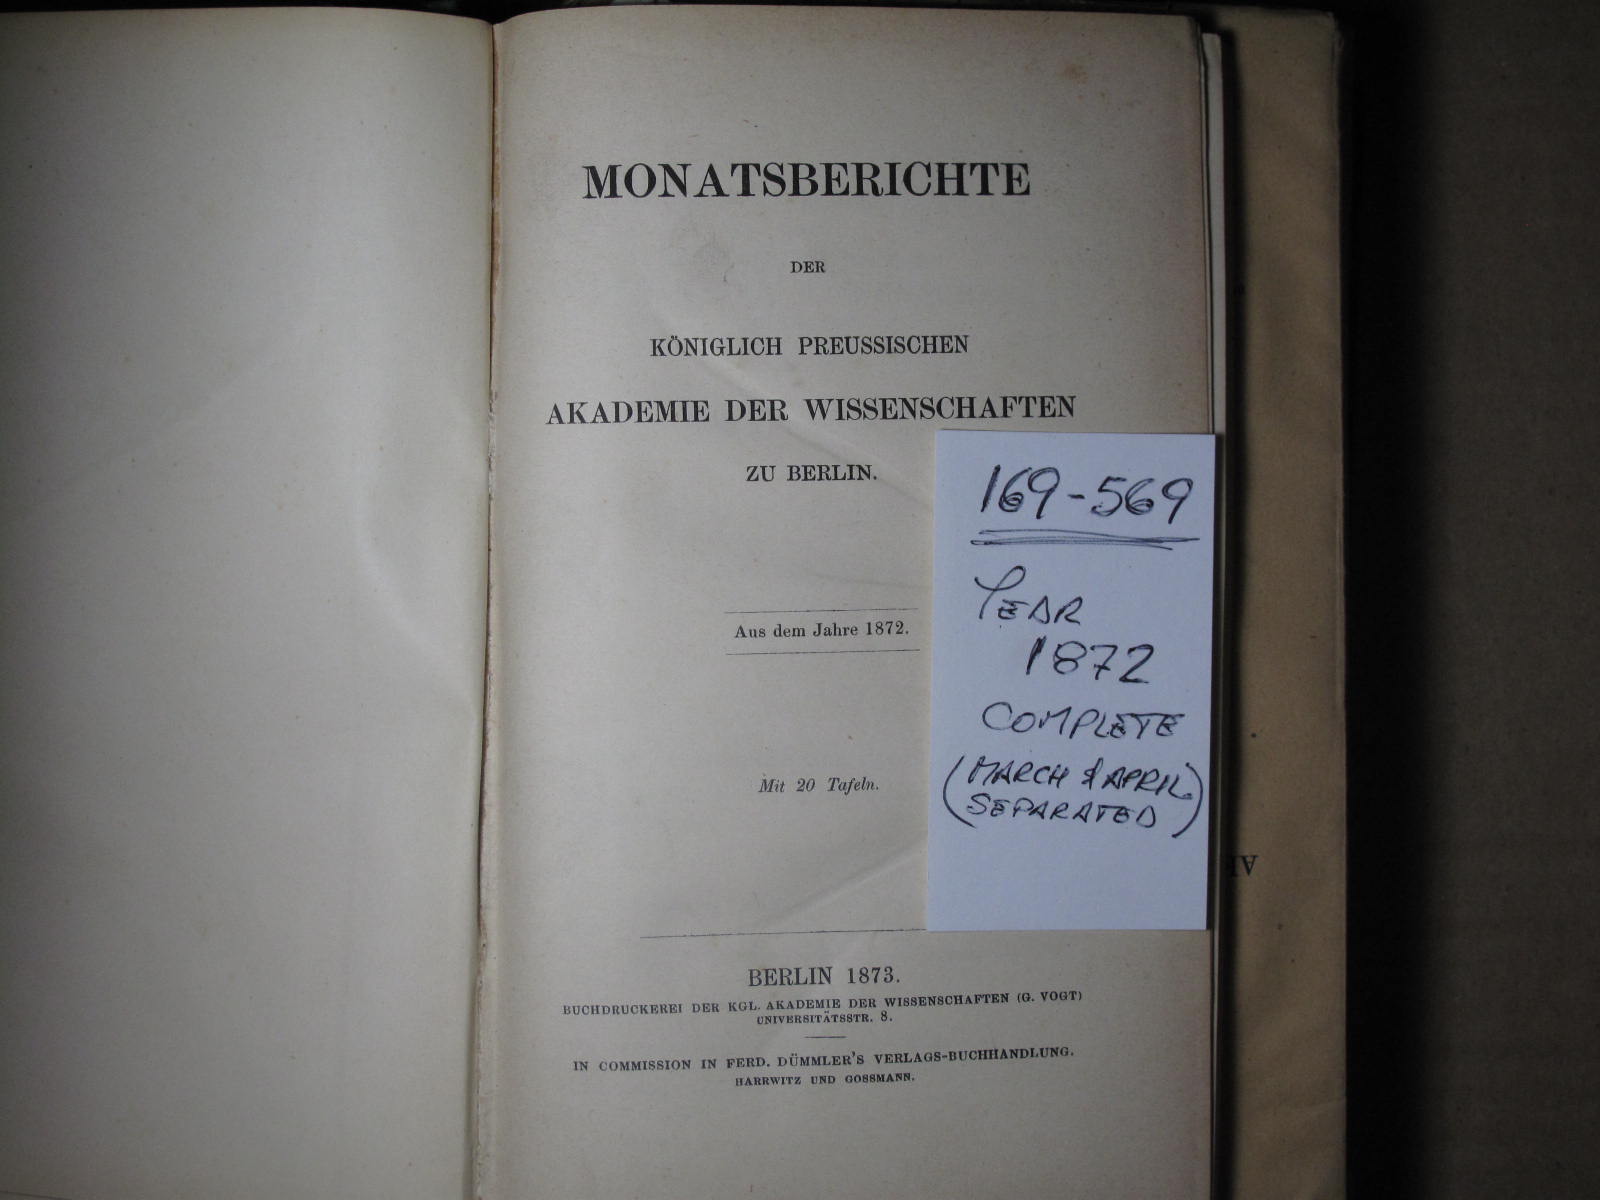 MONATSBERICHTE
DER
KÖNIGLICH PREUSSISCHEN
AKADEMIE DER WISSENSCHAFTEN
ZU BERLIN.
Aus dem Jahre 1872.
Mit 20 Tafeln.
BERLIN 1873.
BUCHDRUCKEREI DER KGL. AKADEMIE DER WISSENSCHAFTEN (G. VOGT)
UNIVERSITÄTSSTR. 8.
IN COMMISSION IN FERD. DÜMMLER'S VERLAGS-BUCHHANDLUNG.
HARRWITZ UND GOSSMANN.
169-569
YEAR
1872
COMPLETE
(MARCH & APRIL
SEPARATED)